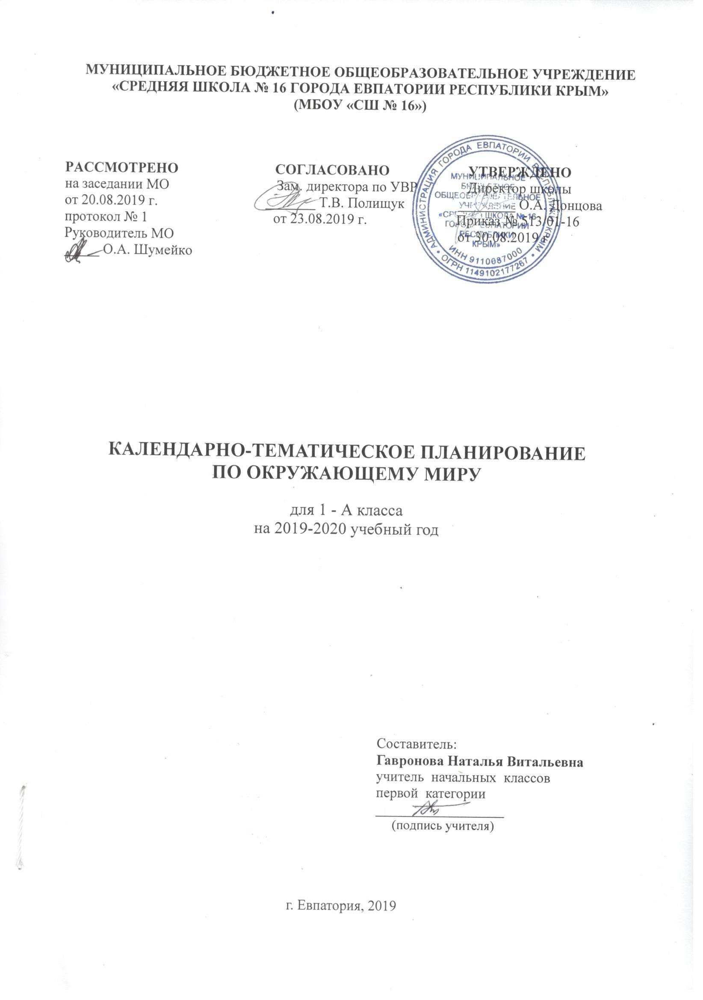 МУНИЦИПАЛЬНОЕ БЮДЖЕТНОЕ ОБЩЕОБРАЗОВАТЕЛЬНОЕ УЧРЕЖДЕНИЕ
«СРЕДНЯЯ ШКОЛА № 16 ГОРОДА ЕВПАТОРИИ РЕСПУБЛИКИ КРЫМ»
(МБОУ «СШ № 16»)
РАССМОТРЕНО
на заседании МО
от 20.08.2019 г.
протокол № 1
Руководитель МО
О.А. Шумейко
СОГЛАСОВАНО
Зам. директора по УВР
Т.В. Полищук
от 23.08.2019 г.
УТВЕРЖДЕНО
Директор школы
О.А. Донцова
Приказ № 513/01-16
от 30.08.2019 г.
АДМИНИСТРАЦИЯ ГОРОДА ЕВПАТОРИИ РЕСПУБЛИКИ КРЫМ
• ОГРН 1149102177267 •
МУНИЦИПАЛЬНОЕ
БЮДЖЕТНОЕ
ОБЩЕОБРАЗОВАТЕЛЬНОЕ
УЧРЕЖДЕНИЕ
«СРЕДНЯЯ ШКОЛА № 16
ГОРОДА ЕВПАТОРИИ
РЕСПУБЛИКИ
КРЫМ»
ИНН 9110087000
КАЛЕНДАРНО-ТЕМАТИЧЕСКОЕ ПЛАНИРОВАНИЕ
ПО ОКРУЖАЮЩЕМУ МИРУ
для 1 - А класса
на 2019-2020 учебный год
Составитель:
Гавронова Наталья Витальевна
учитель начальных классов
первой категории
(подпись учителя)
г. Евпатория, 2019